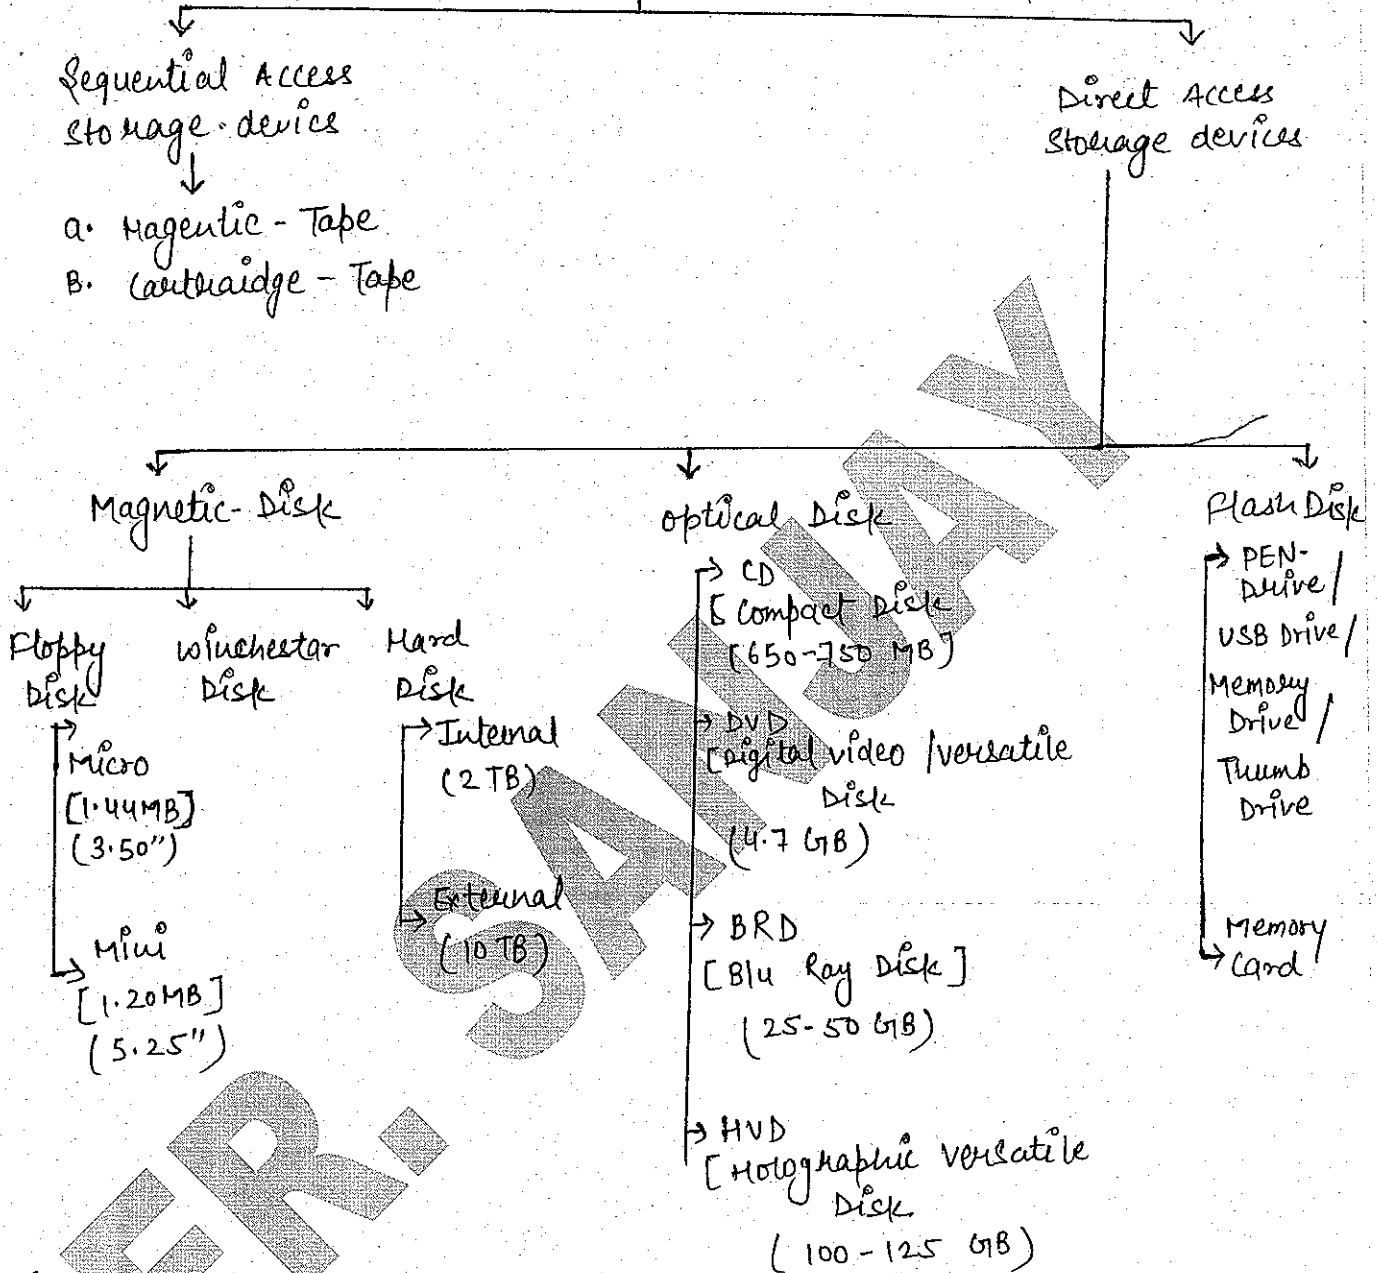 Sequential Access
Storage-devics
a. Magentic - Tape
B. Cartraidge - Tape
Direct Access
Storage devices
Magnetic-Disk
Floppy
Disk
Micro
[1.44MB]
(3.50")
Mini
[1.20MB]
(5.25")
Winchestar
Disk
Hard
Disk
Internal
(2 TB)
External
(10 TB)
Optical Disk
CD
[Compact Disk
[650-750 MB]
DVD
[Digital video /versatile
Disk
(4.7 GB)
BRD
[Blu Ray Disk]
(25-50 GB)
HVD
[Holographic versatile
Disk
(100-125 GB)
Flash Disk
PEN-
Drive/
USB Drive/
Memory
Drive/
Thumb
Drive
Memory
Card
ER. SANJAY